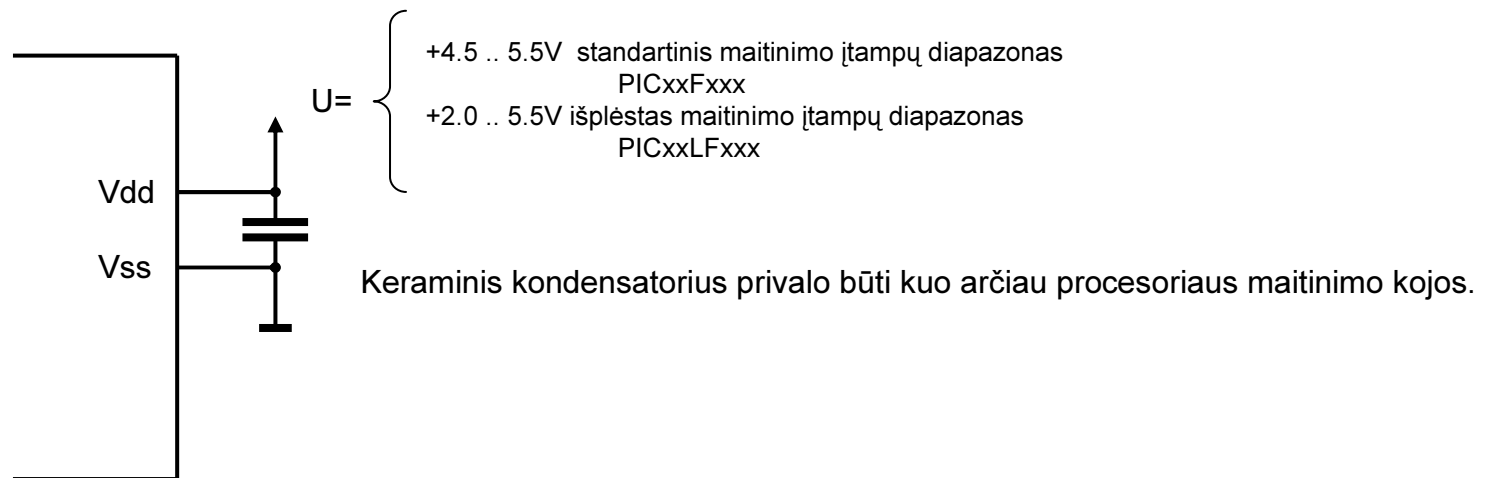 +4.5 .. 5.5V standartinis maitinimo įtampų diapazonas
PICxxFxxx
U=
+2.0 .. 5.5V išplėstas maitinimo įtampų diapazonas
PICxxLFxxx
Vdd
Vss
Keraminis kondensatorius privalo būti kuo arčiau procesoriaus maitinimo kojos.